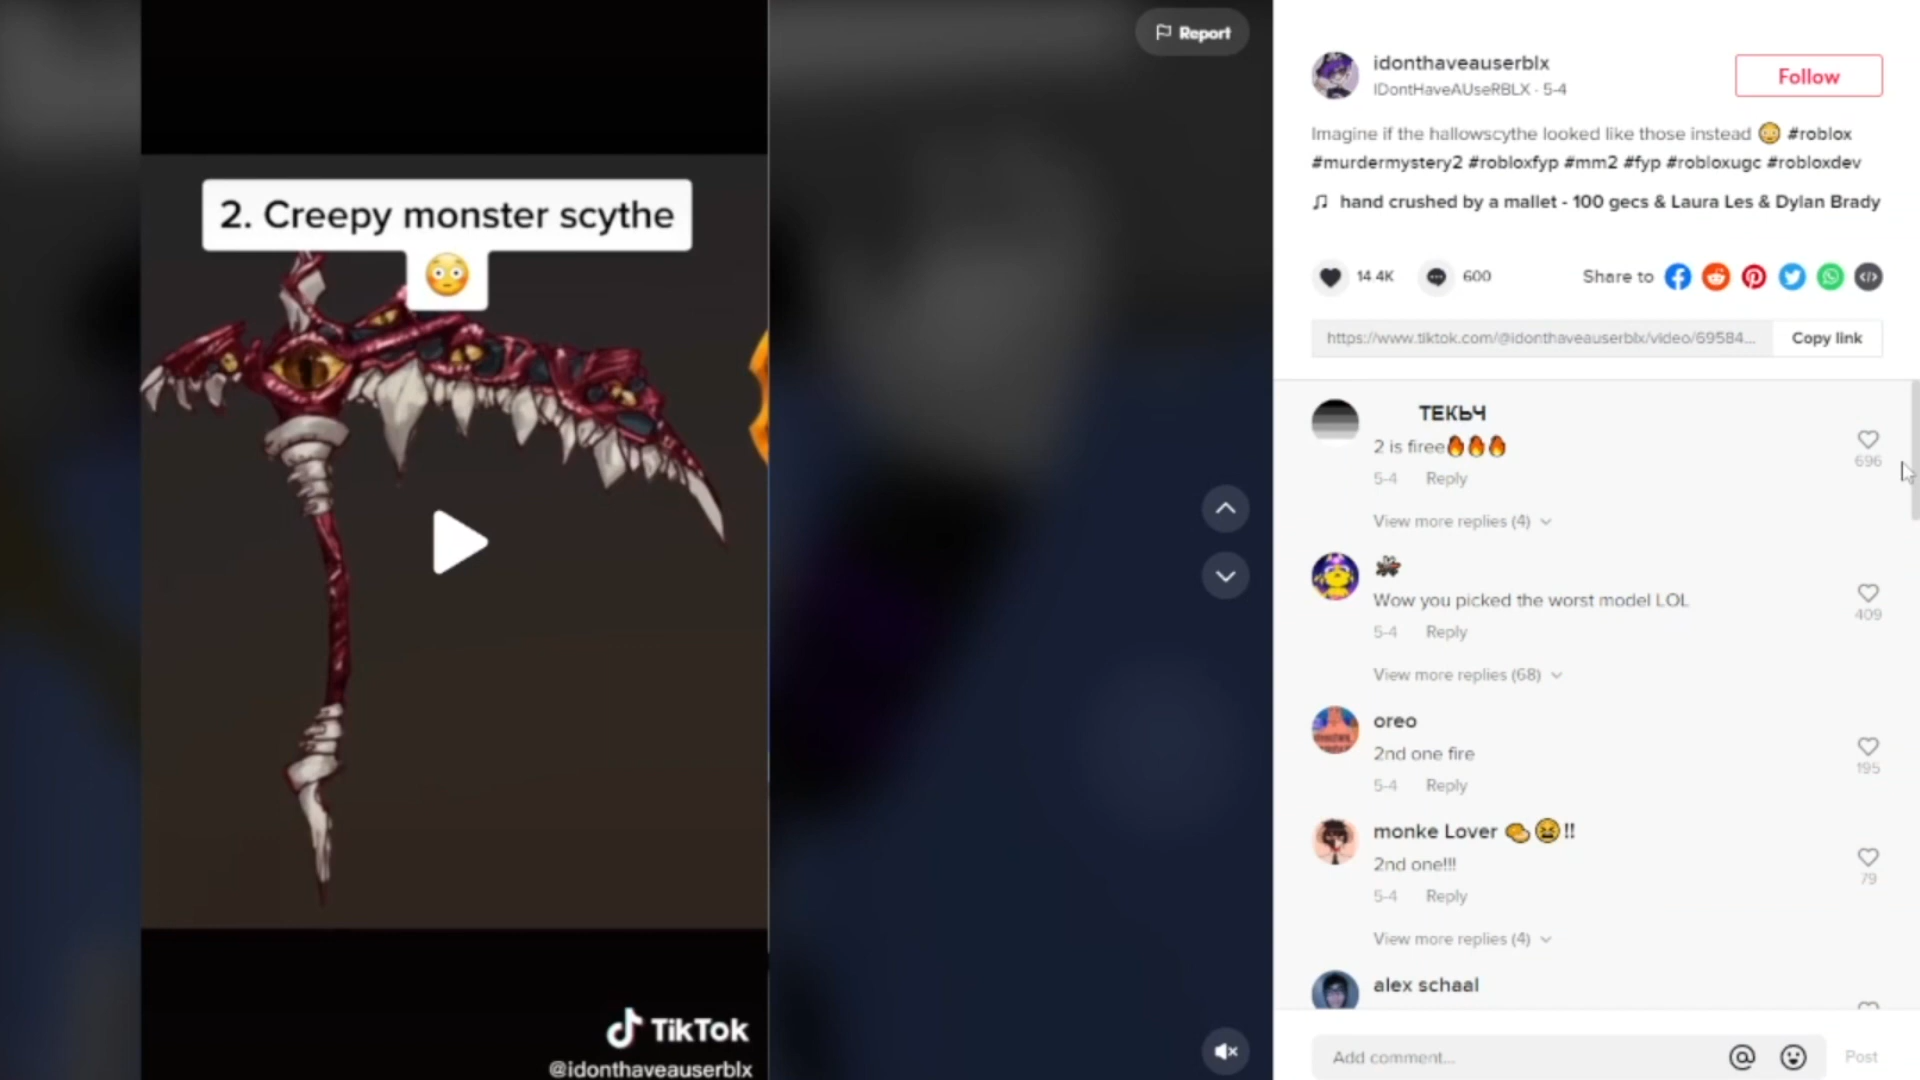 Report
2. Creepy monster scythe
😳
TikTok
@idonthaveauserblx
idonthaveauserblx
IDontHaveAUseRBLX · 5-4
Follow
Imagine if the hallowscythe looked like those instead 😳 #roblox
#murdermystery2 #robloxfyp #mm2 #fyp #robloxugc #robloxdev
hand crushed by a mallet - 100 gecs & Laura Les & Dylan Brady
14.4K
600
Share to
https://www.tiktok.com/@idonthaveauserblx/video/69584...
Copy link
ТЕКЬЧ
2 is firee🔥🔥🔥
696
5-4 Reply
View more replies (4)
Wow you picked the worst model LOL
409
5-4 Reply
View more replies (68)
oreo
2nd one fire
195
5-4 Reply
monke Lover 🥔😆‼
2nd one!!!
79
5-4 Reply
View more replies (4)
alex schaal
Add comment...
Post